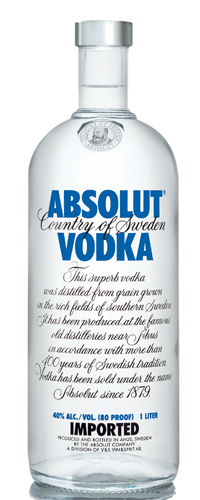 ABSOLUT
Country of Sweden
VODKA
This superb vodka
was distilled from grain grown
in the rich fields of southern Sweden.
It has been produced at the famous
old distilleries near Åhus
in accordance with more than
400 years of Swedish tradition.
Vodka has been sold under the name
Absolut since 1879.
40% ALC./VOL. (80 PROOF) 1 LITER
IMPORTED
PRODUCED AND BOTTLED IN AHUS, SWEDEN
BY THE ABSOLUT COMPANY
A DIVISION OF V&S VIN&SPRIT AB.